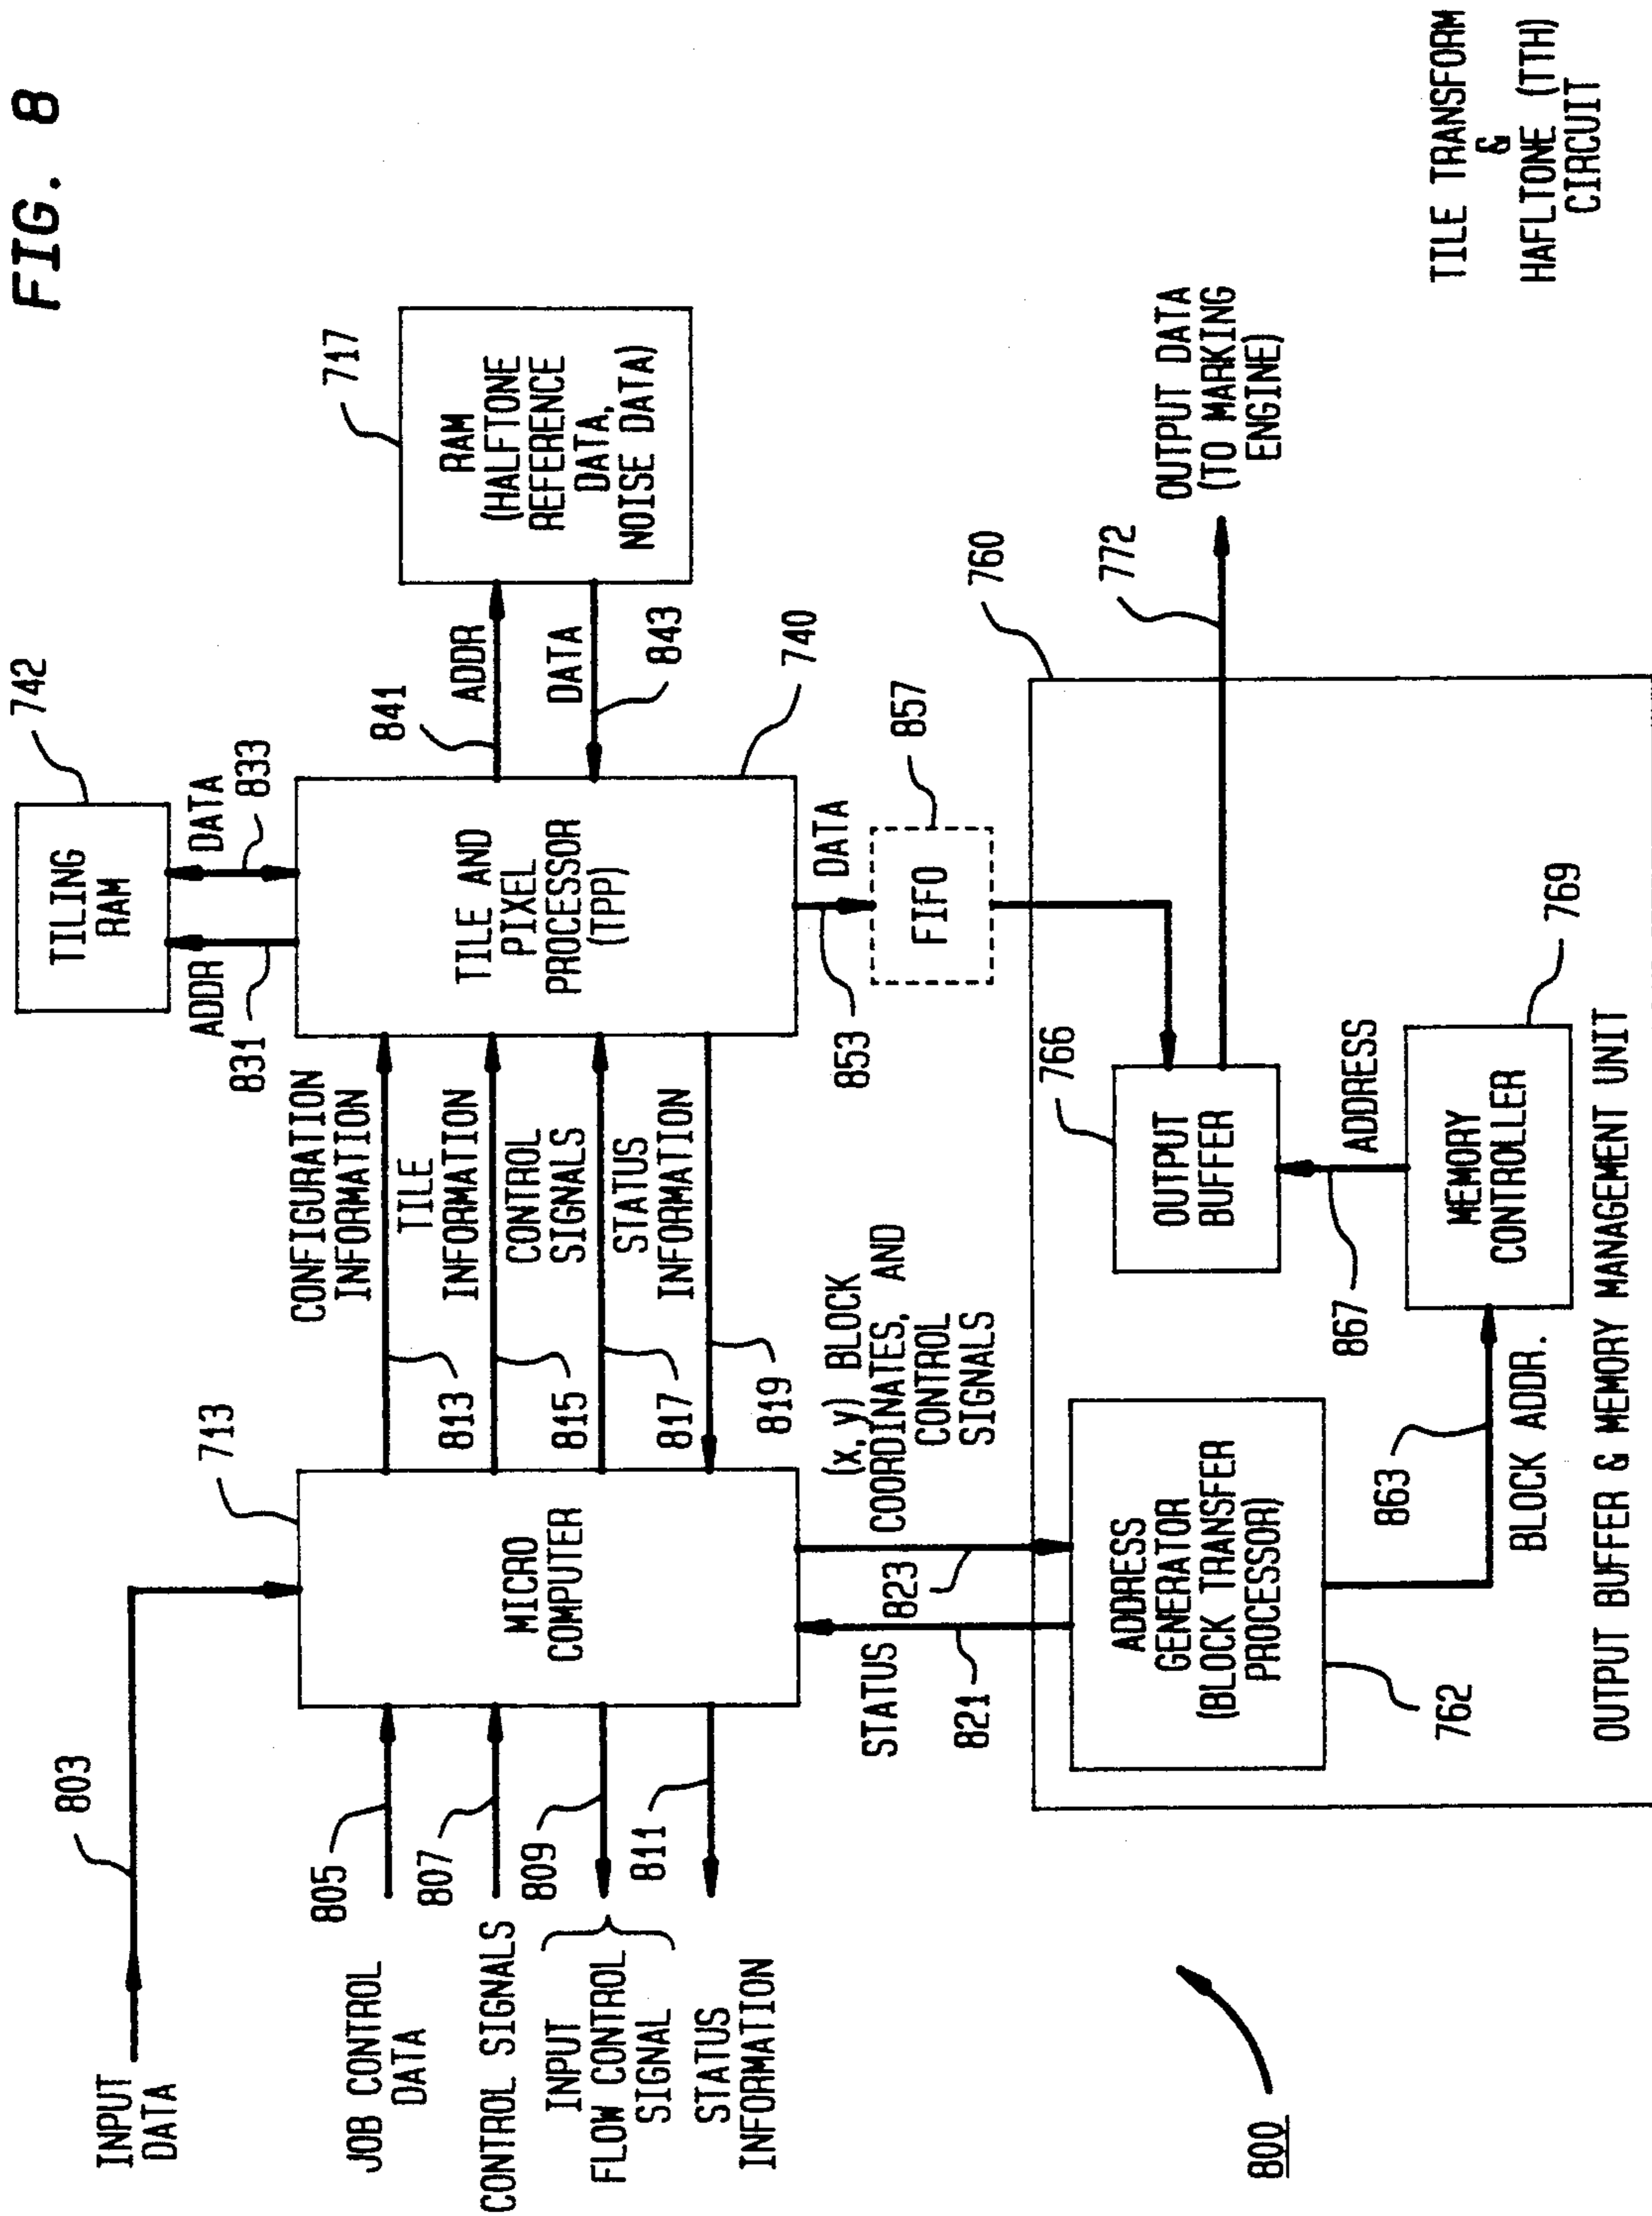 FIG. 8
INPUT
DATA
803
JOB CONTROL
DATA
805
CONTROL SIGNALS
807
INPUT
FLOW CONTROL
SIGNAL
809
STATUS
INFORMATION
811
713
MICRO
COMPUTER
CONFIGURATION
INFORMATION
813
TILE
INFORMATION
815
CONTROL
SIGNALS
817
STATUS
INFORMATION
819
742
TILING
RAM
ADDR
831
DATA
833
TILE AND
PIXEL
PROCESSOR
(TPP)
740
841
ADDR
DATA
843
717
RAM
(HALFTONE
REFERENCE
DATA,
NOISE DATA)
STATUS
821
823
(x,y) BLOCK
COORDINATES, AND
CONTROL
SIGNALS
853
DATA
FIFO
857
760
766
OUTPUT
BUFFER
772
OUTPUT DATA
(TO MARKING
ENGINE)
ADDRESS
GENERATOR
(BLOCK TRANSFER
PROCESSOR)
762
863
BLOCK ADDR.
867
ADDRESS
MEMORY
CONTROLLER
769
OUTPUT BUFFER & MEMORY MANAGEMENT UNIT
800
TILE TRANSFORM
&
HAFLTONE (TTH)
CIRCUIT